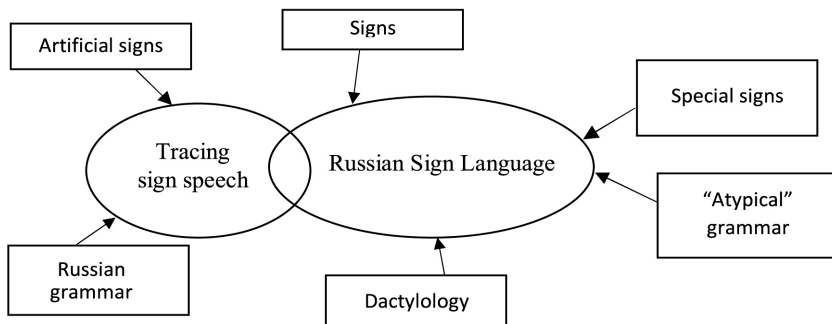 Signs
Artificial signs
Special signs
Tracing
sign speech
Russian Sign Language
“Atypical”
grammar
Russian
grammar
Dactylology